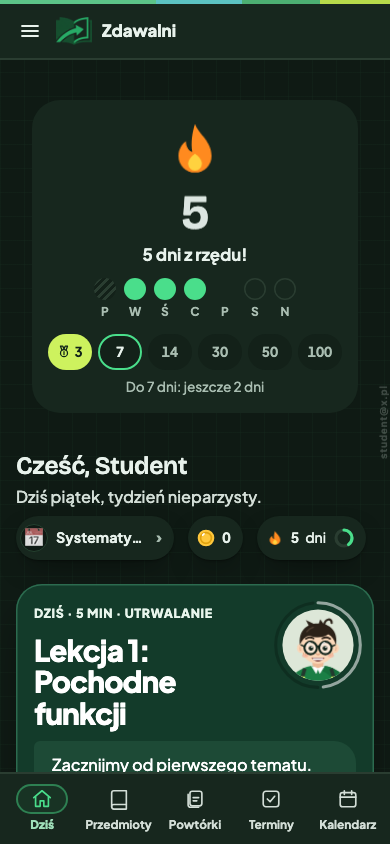 Zdawalni
5
5 dni z rzędu!
P W Ś C P S N
3 7 14 30 50 100
Do 7 dni: jeszcze 2 dni
student@x.pl
Cześć, Student
Dziś piątek, tydzień nieparzysty.
17 Systematy… › 0 5 dni
DZIŚ · 5 MIN · UTRWALANIE
Lekcja 1:
Pochodne
funkcji
Zacznijmy od pierwszego tematu.
Dziś Przedmioty Powtórki Terminy Kalendarz